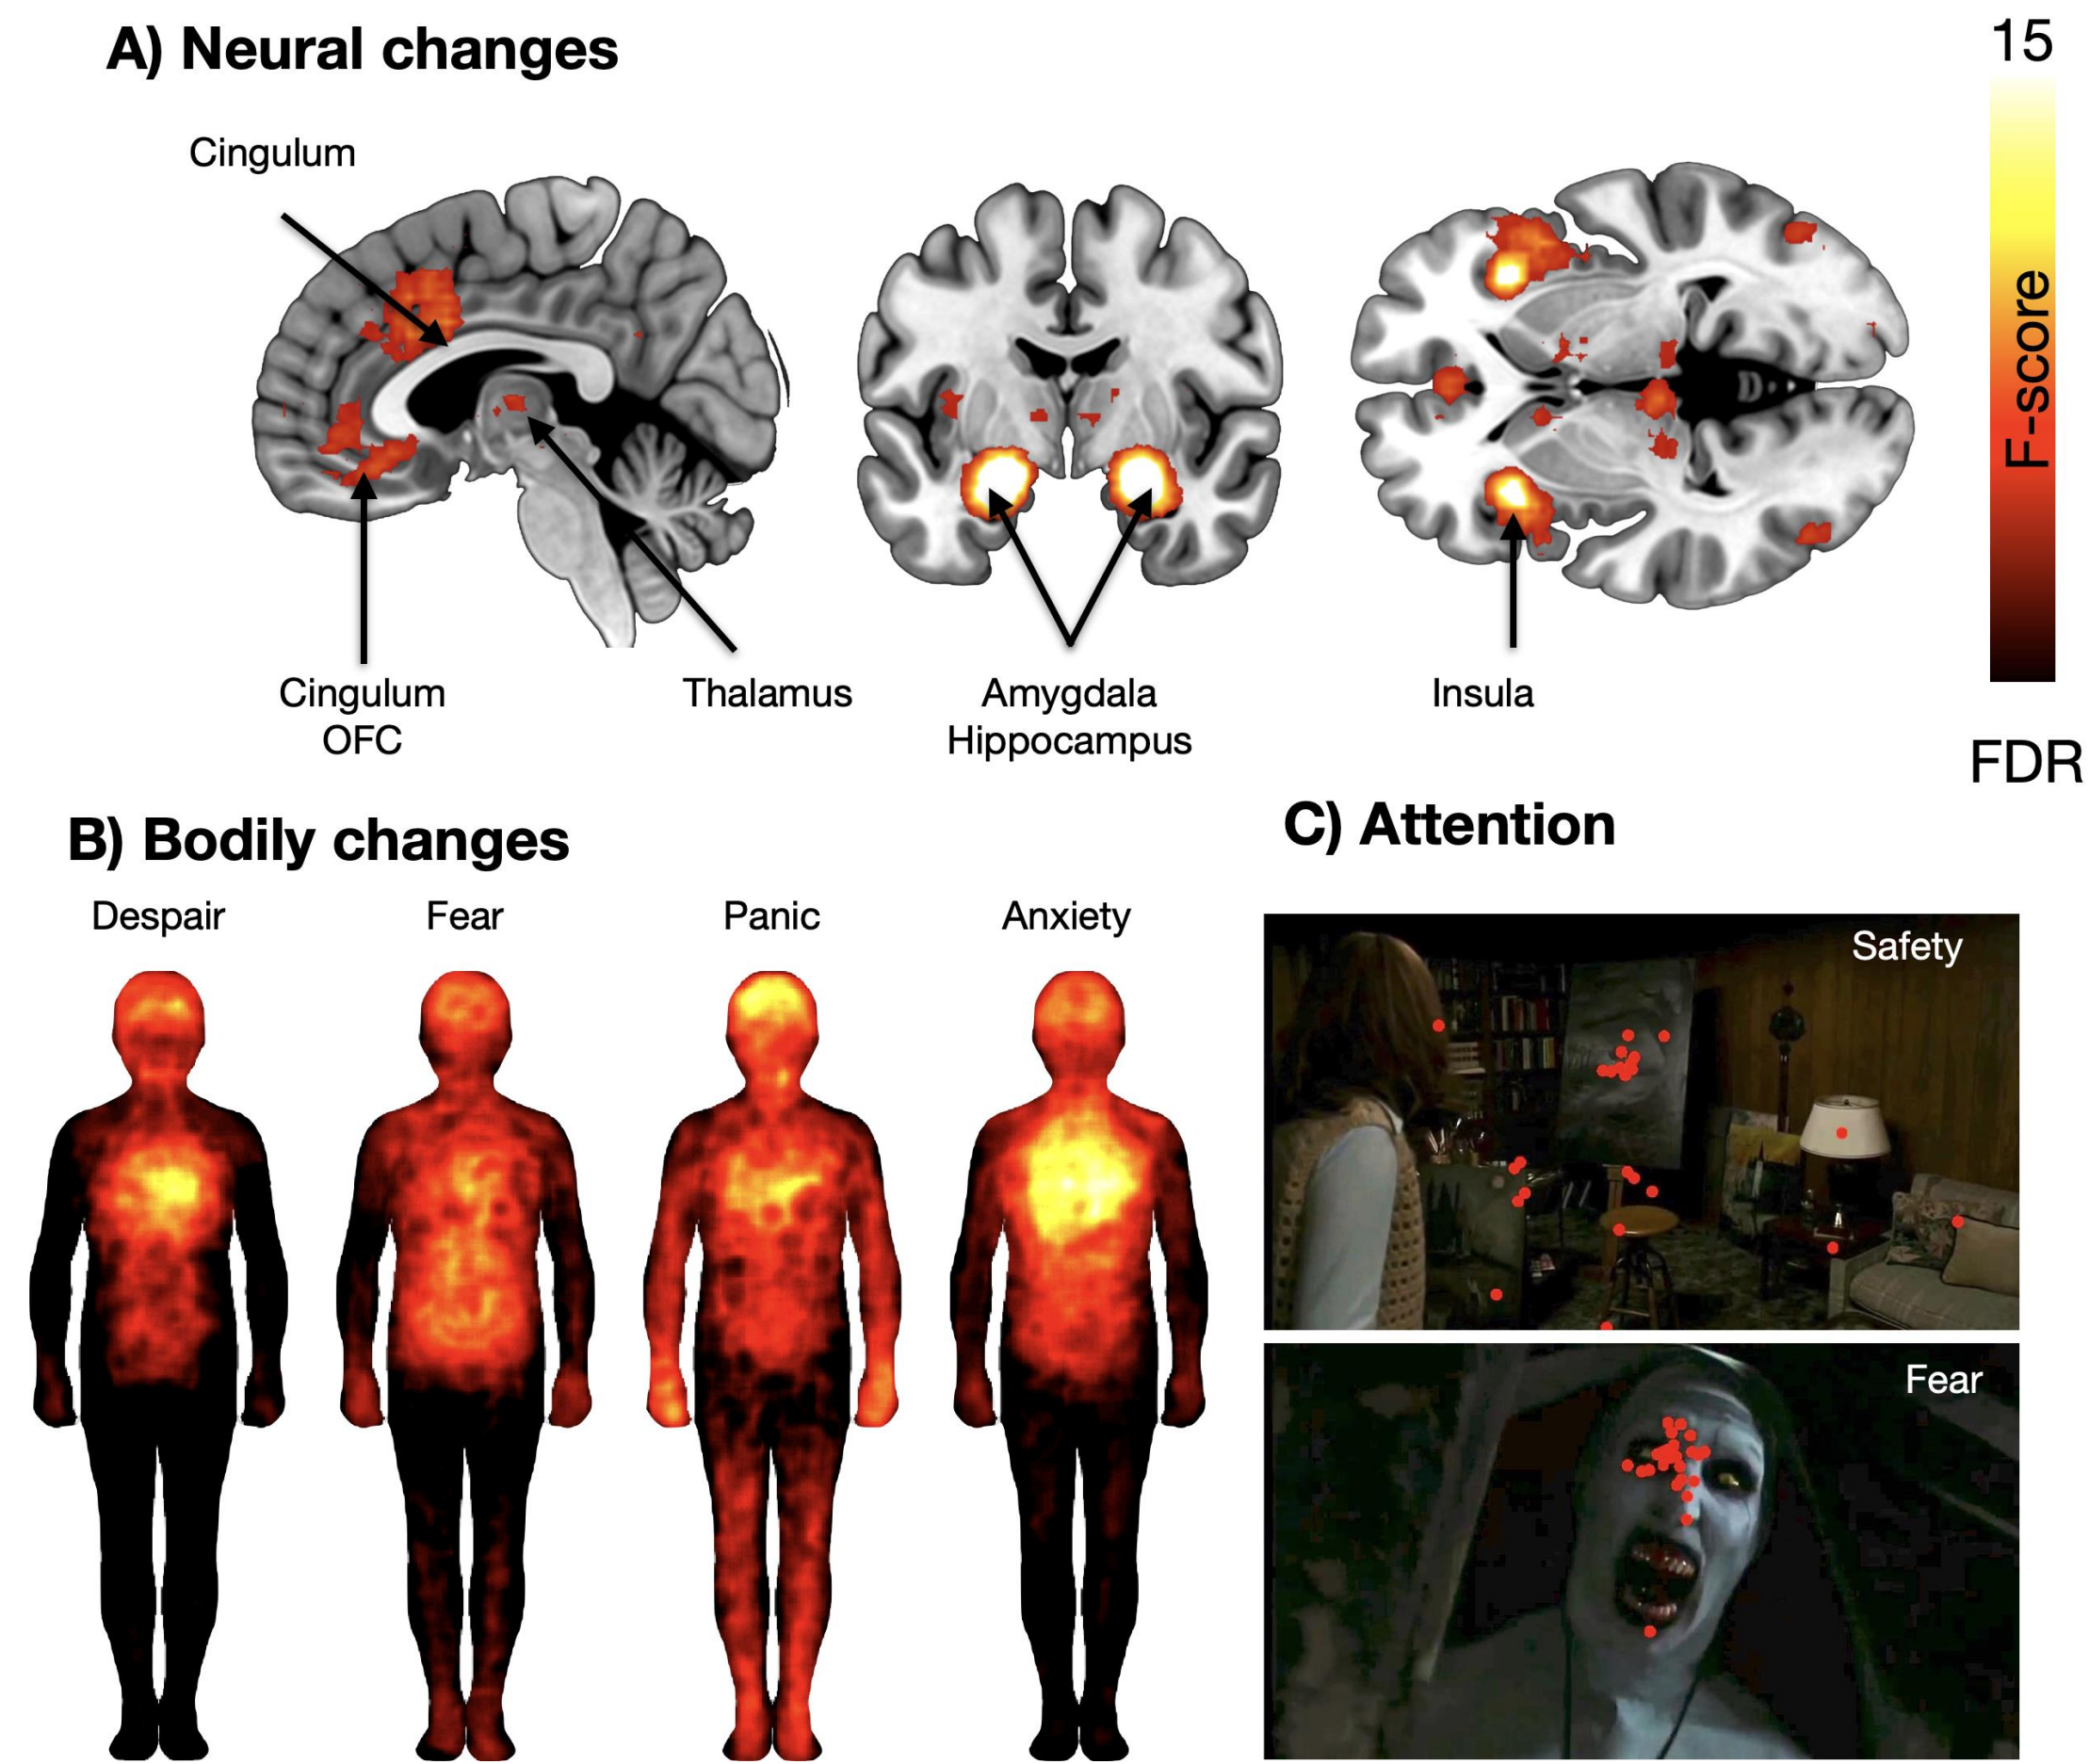 A) Neural changes
15
Cingulum
F-score
Cingulum
OFC
Thalamus
Amygdala
Hippocampus
Insula
FDR
B) Bodily changes
C) Attention
Despair
Fear
Panic
Anxiety
Safety
Fear